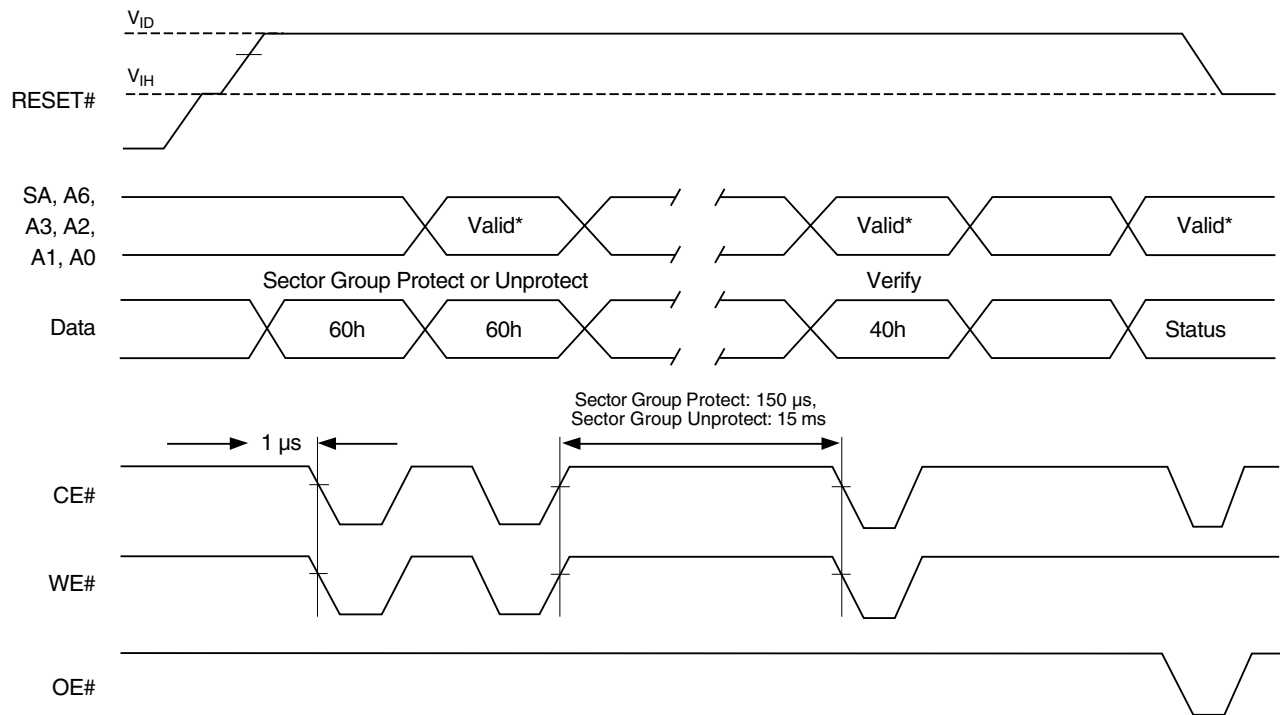 VID
VIH
RESET#
SA, A6,
A3, A2,
A1, A0
Valid*
Valid*
Valid*
Sector Group Protect or Unprotect
Verify
Data
60h
60h
40h
Status
Sector Group Protect: 150 µs,
Sector Group Unprotect: 15 ms
1 µs
CE#
WE#
OE#